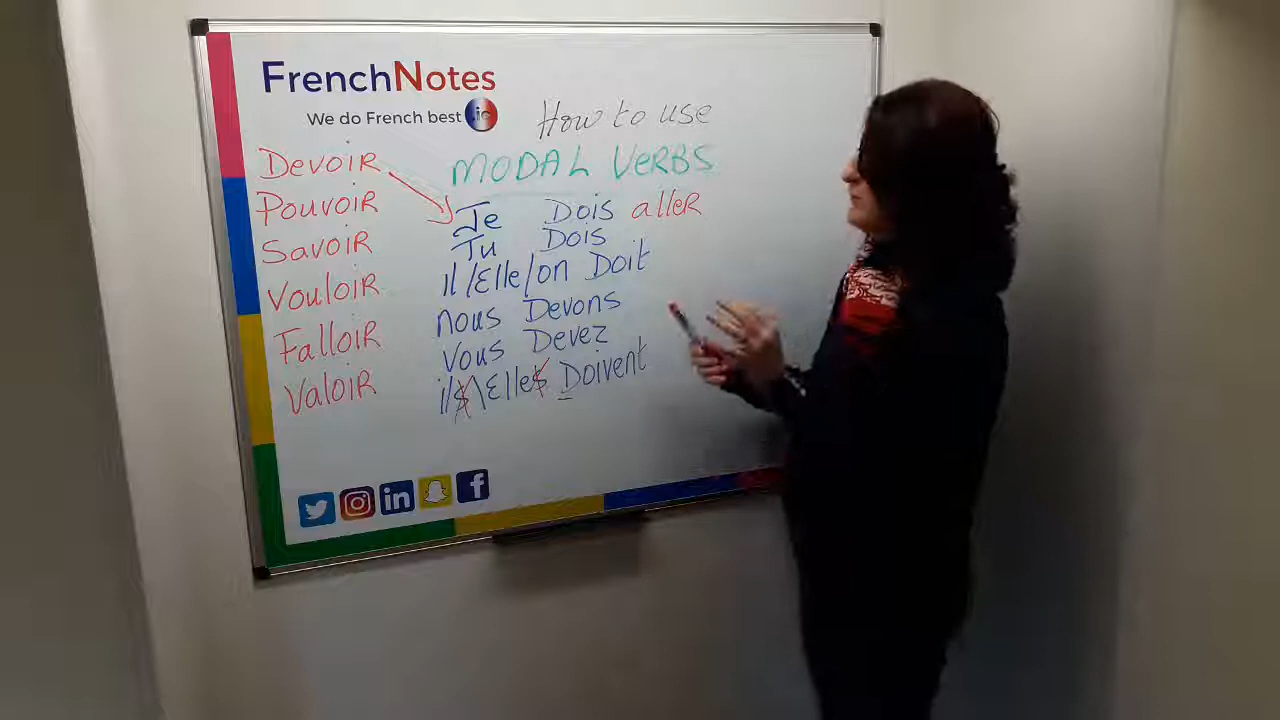 FrenchNotes
We do French best .ie
How to use
MODAL VERBS
Devoir
Pouvoir
Savoir
Vouloir
Falloir
Valoir
Je Dois aller
Tu Dois
il/Elle/on Doit
nous Devons
vous Devez
ils\Elles Doivent